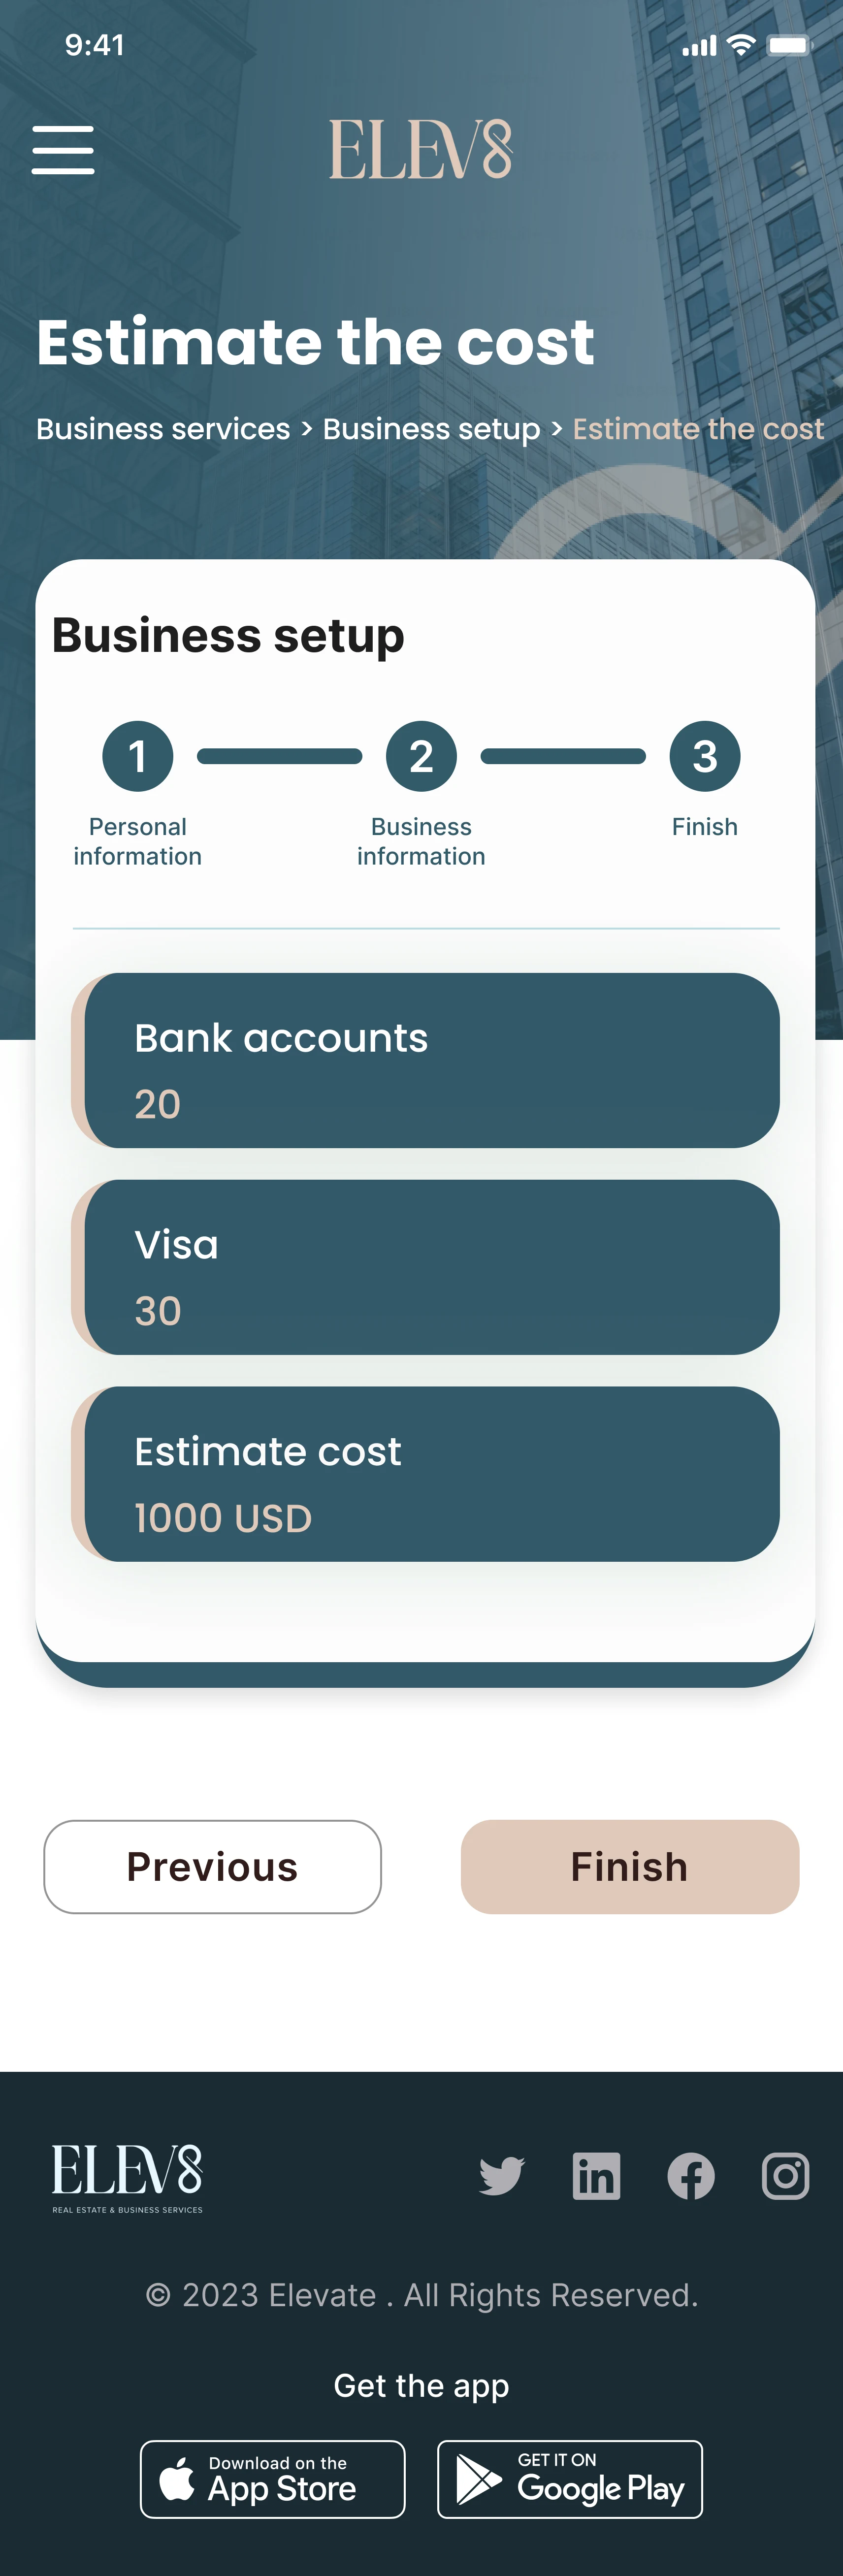 9:41
ELEV8
Estimate the cost
Business services > Business setup > Estimate the cost
Business setup
1 2 3
Personal information
Business information
Finish
Bank accounts
20
Visa
30
Estimate cost
1000 USD
Previous
Finish
ELEV8
REAL ESTATE & BUSINESS SERVICES
© 2023 Elevate . All Rights Reserved.
Get the app
Download on the
App Store
GET IT ON
Google Play